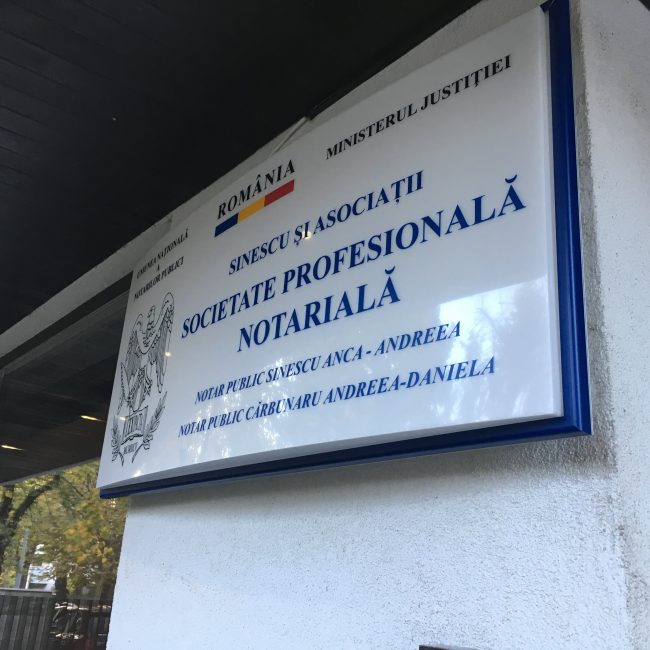 UNIUNEA NAȚIONALĂ
A
NOTARILOR PUBLICI
ROMÂNIA
MINISTERUL JUSTIȚIEI
SINESCU ȘI ASOCIAȚII
SOCIETATE PROFESIONALĂ
NOTARIALĂ
NOTAR PUBLIC SINESCU ANCA - ANDREEA
NOTAR PUBLIC CĂRBUNARU ANDREEA-DANIELA